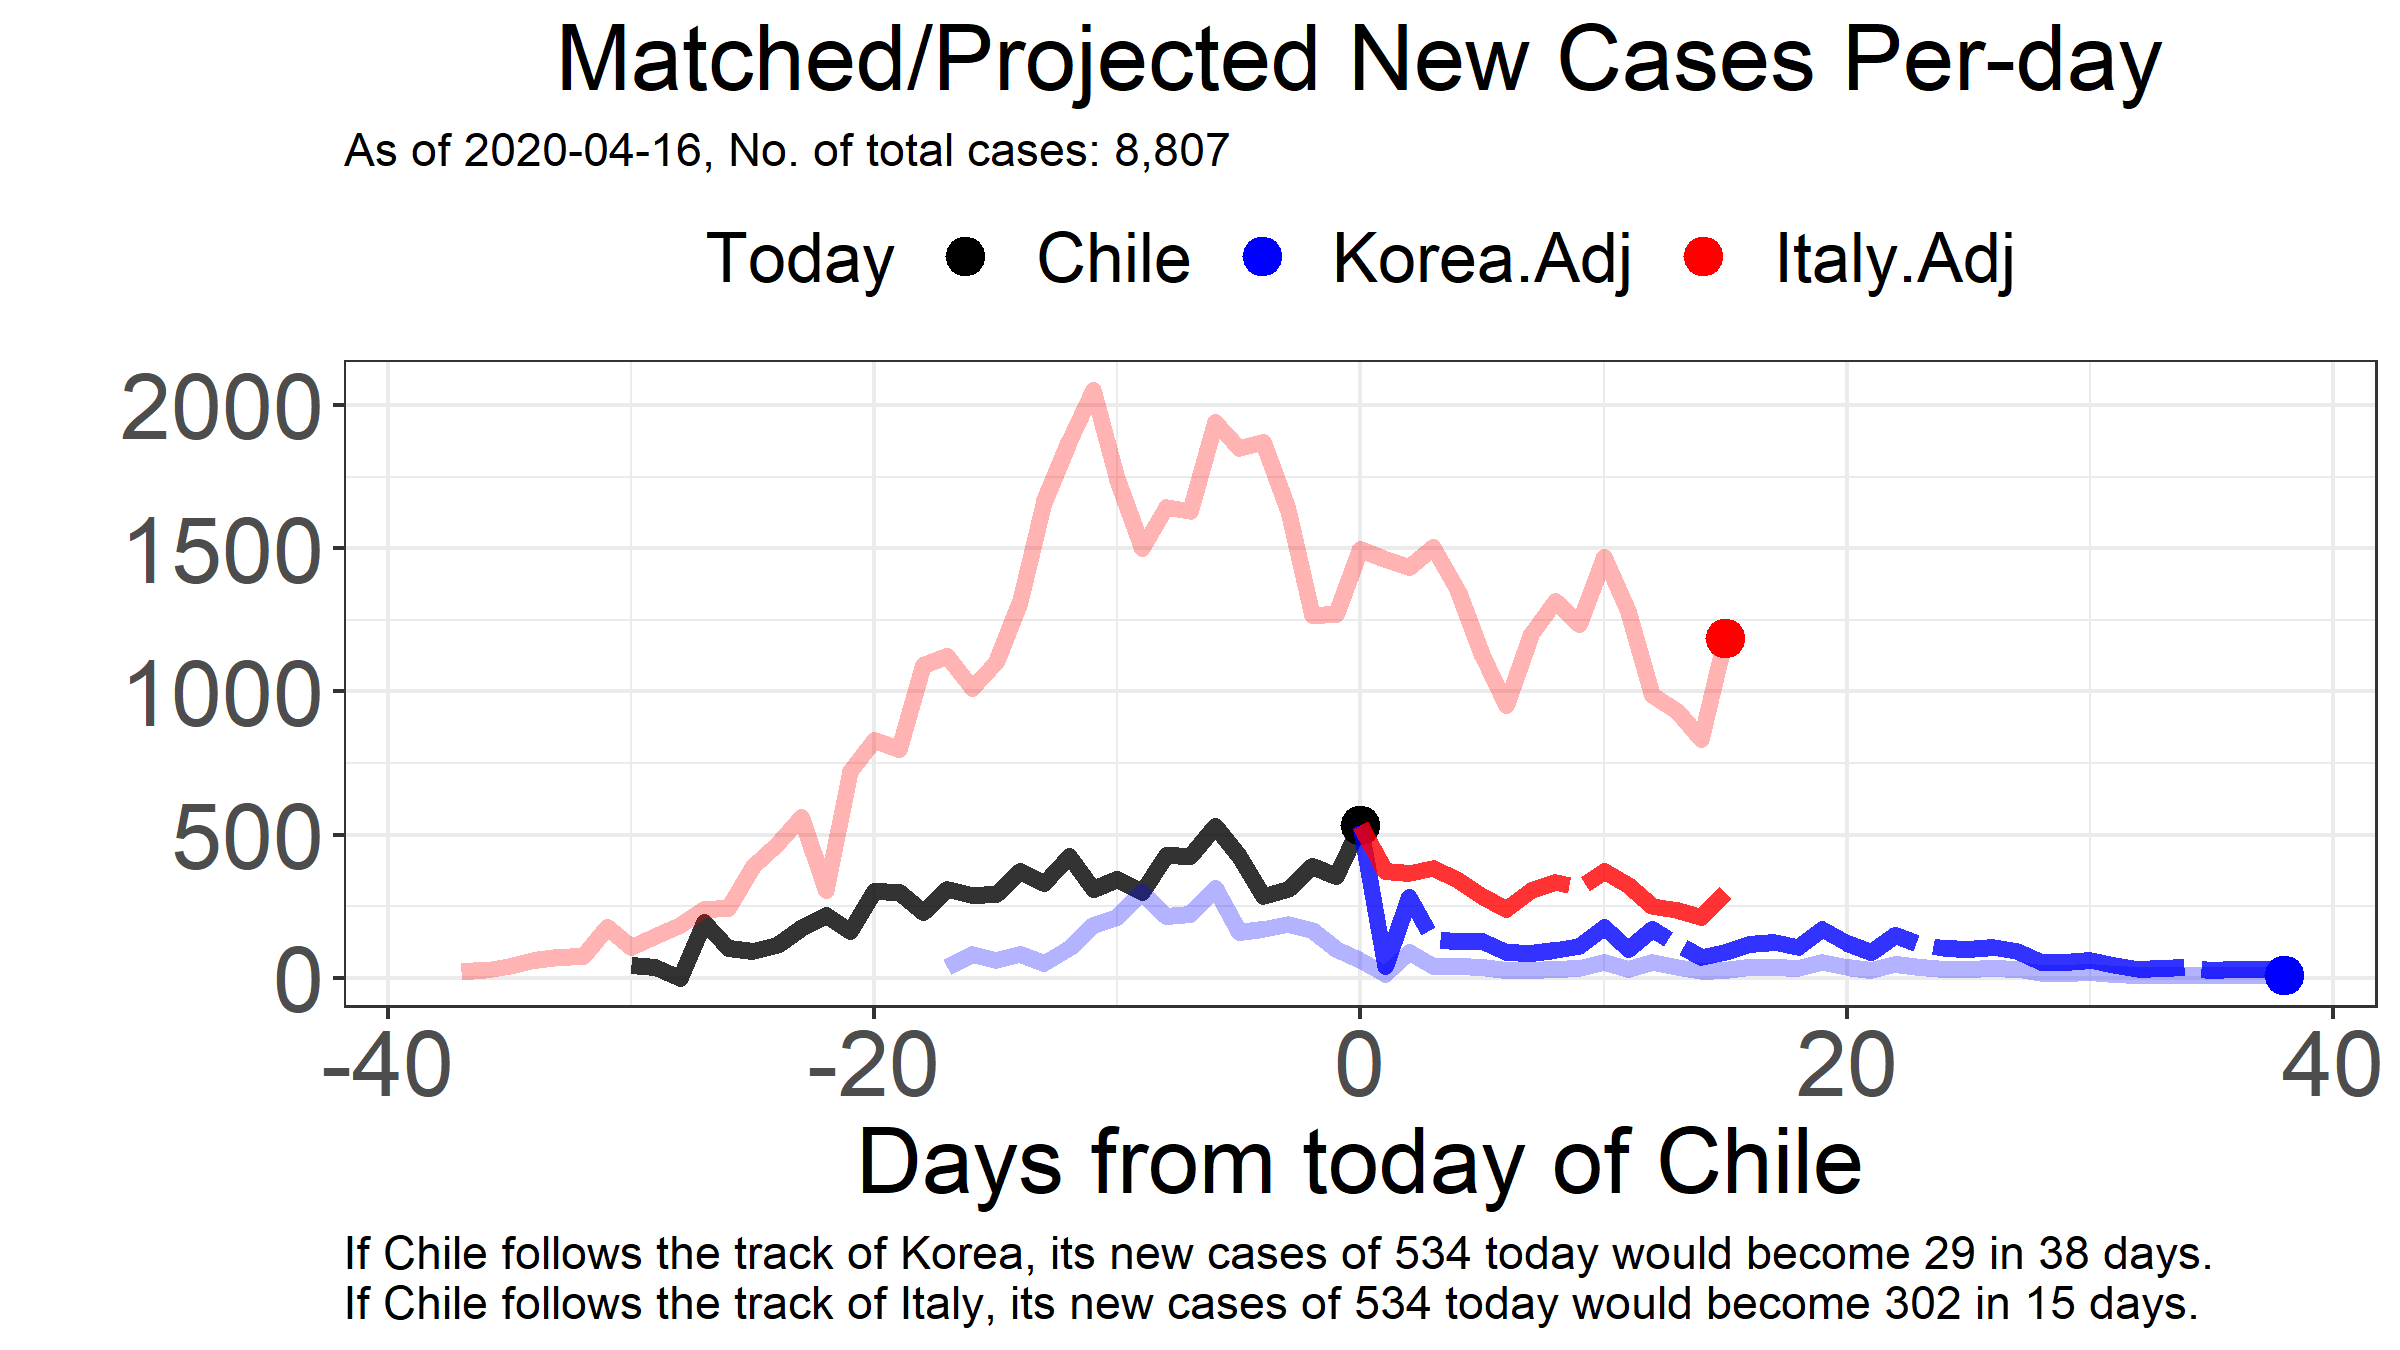 Matched/Projected New Cases Per-day
As of 2020-04-16, No. of total cases: 8,807
Today Chile Korea.Adj Italy.Adj
2000
1500
1000
500
0
-40 -20 0 20 40
Days from today of Chile
If Chile follows the track of Korea, its new cases of 534 today would become 29 in 38 days.
If Chile follows the track of Italy, its new cases of 534 today would become 302 in 15 days.